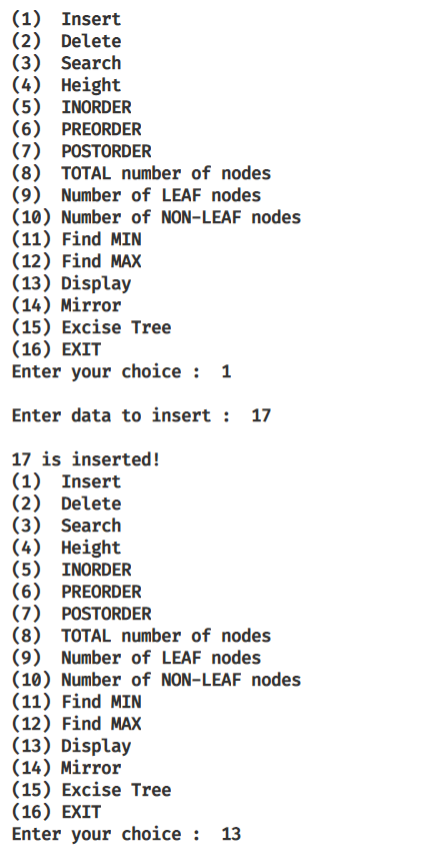 (1)  Insert
(2)  Delete
(3)  Search
(4)  Height
(5)  INORDER
(6)  PREORDER
(7)  POSTORDER
(8)  TOTAL number of nodes
(9)  Number of LEAF nodes
(10) Number of NON-LEAF nodes
(11) Find MIN
(12) Find MAX
(13) Display
(14) Mirror
(15) Excise Tree
(16) EXIT
Enter your choice :  1
Enter data to insert :  17
17 is inserted!
(1)  Insert
(2)  Delete
(3)  Search
(4)  Height
(5)  INORDER
(6)  PREORDER
(7)  POSTORDER
(8)  TOTAL number of nodes
(9)  Number of LEAF nodes
(10) Number of NON-LEAF nodes
(11) Find MIN
(12) Find MAX
(13) Display
(14) Mirror
(15) Excise Tree
(16) EXIT
Enter your choice :  13